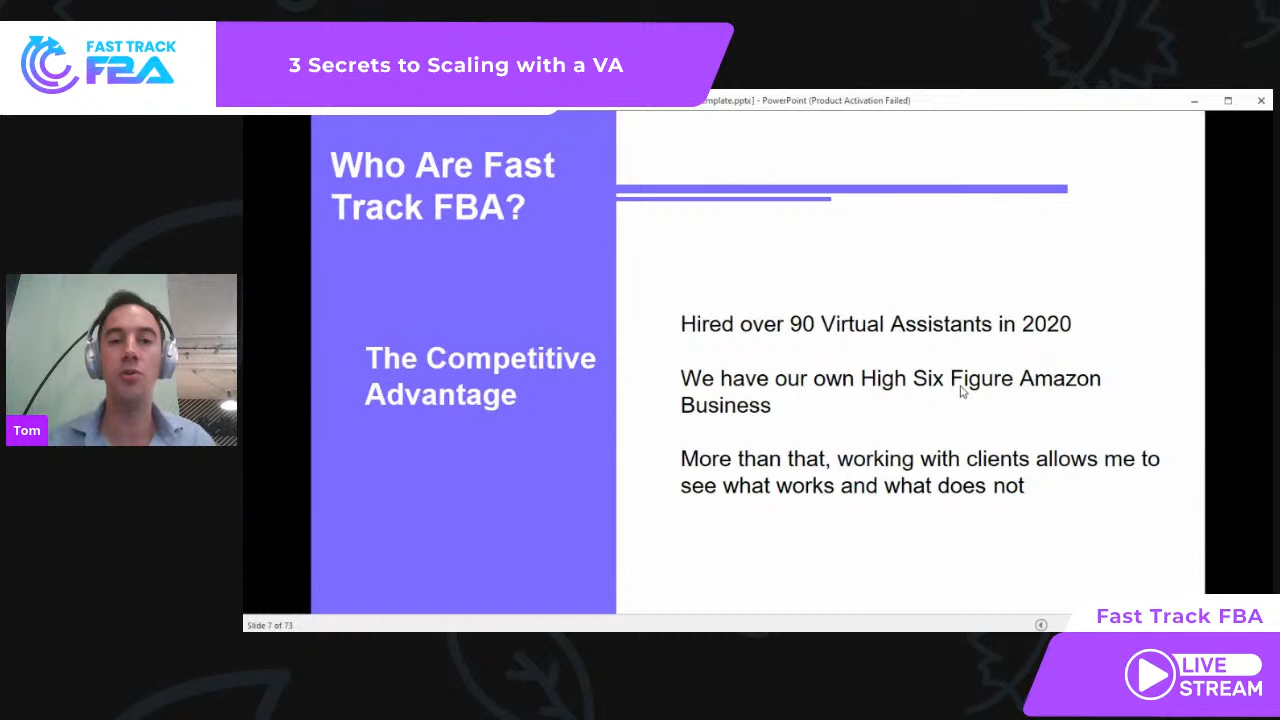 FAST TRACK
FBA
3 Secrets to Scaling with a VA
mplate.pptx] - PowerPoint (Product Activation Failed)
Who Are Fast
Track FBA?
The Competitive
Advantage
Hired over 90 Virtual Assistants in 2020
We have our own High Six Figure Amazon
Business
More than that, working with clients allows me to
see what works and what does not
Tom
Slide 7 of 73
Fast Track FBA
LIVE
STREAM